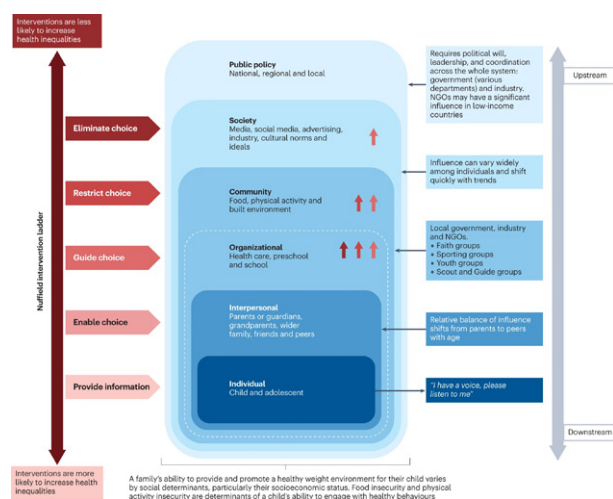 Interventions are less
likely to increase
health inequalities
Nuffield intervention ladder
Eliminate choice
Restrict choice
Guide choice
Enable choice
Provide information
Interventions are more
likely to increase health
inequalities
Public policy
National, regional and local
Society
Media, social media, advertising,
industry, cultural norms and
ideals
Community
Food, physical activity and
built environment
Organizational
Health care, preschool
and school
Interpersonal
Parents or guardians,
grandparents, wider
family, friends and peers
Individual
Child and adolescent
Requires political will,
leadership, and coordination
across the whole system:
government (various
departments) and industry.
NGOs may have a significant
influence in low-income
countries
Influence can vary widely
among individuals and shift
quickly with trends
Local government, industry
and NGOs.
• Faith groups
• Sporting groups
• Youth groups
• Scout and Guide groups
Relative balance of influence
shifts from parents to peers
with age
"I have a voice, please
listen to me"
Upstream
Downstream
A family's ability to provide and promote a healthy weight environment for their child varies
by social determinants, particularly their socioeconomic status. Food insecurity and physical
activity insecurity are determinants of a child's ability to engage with healthy behaviours